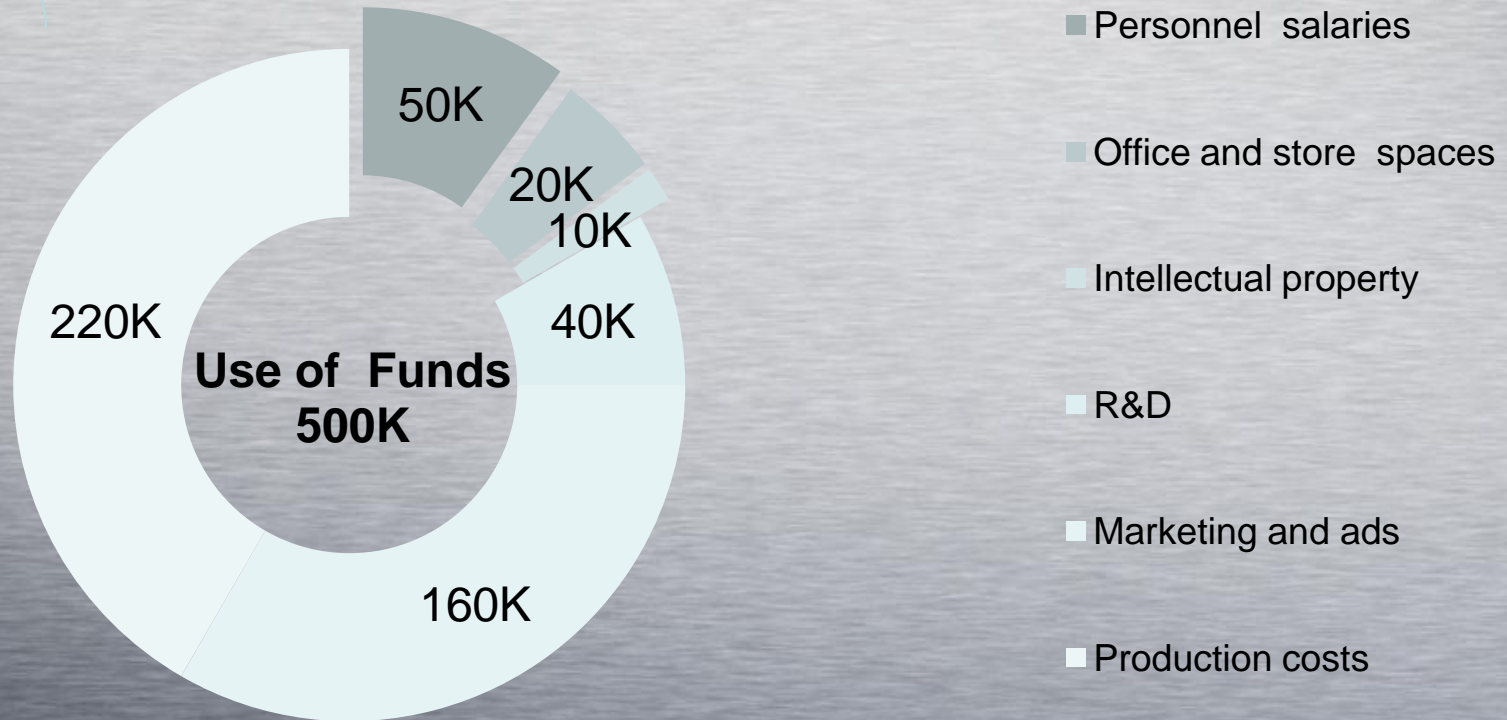 50K
20K
10K
40K
160K
220K
Use of Funds
500K
Personnel salaries
Office and store spaces
Intellectual property
R&D
Marketing and ads
Production costs